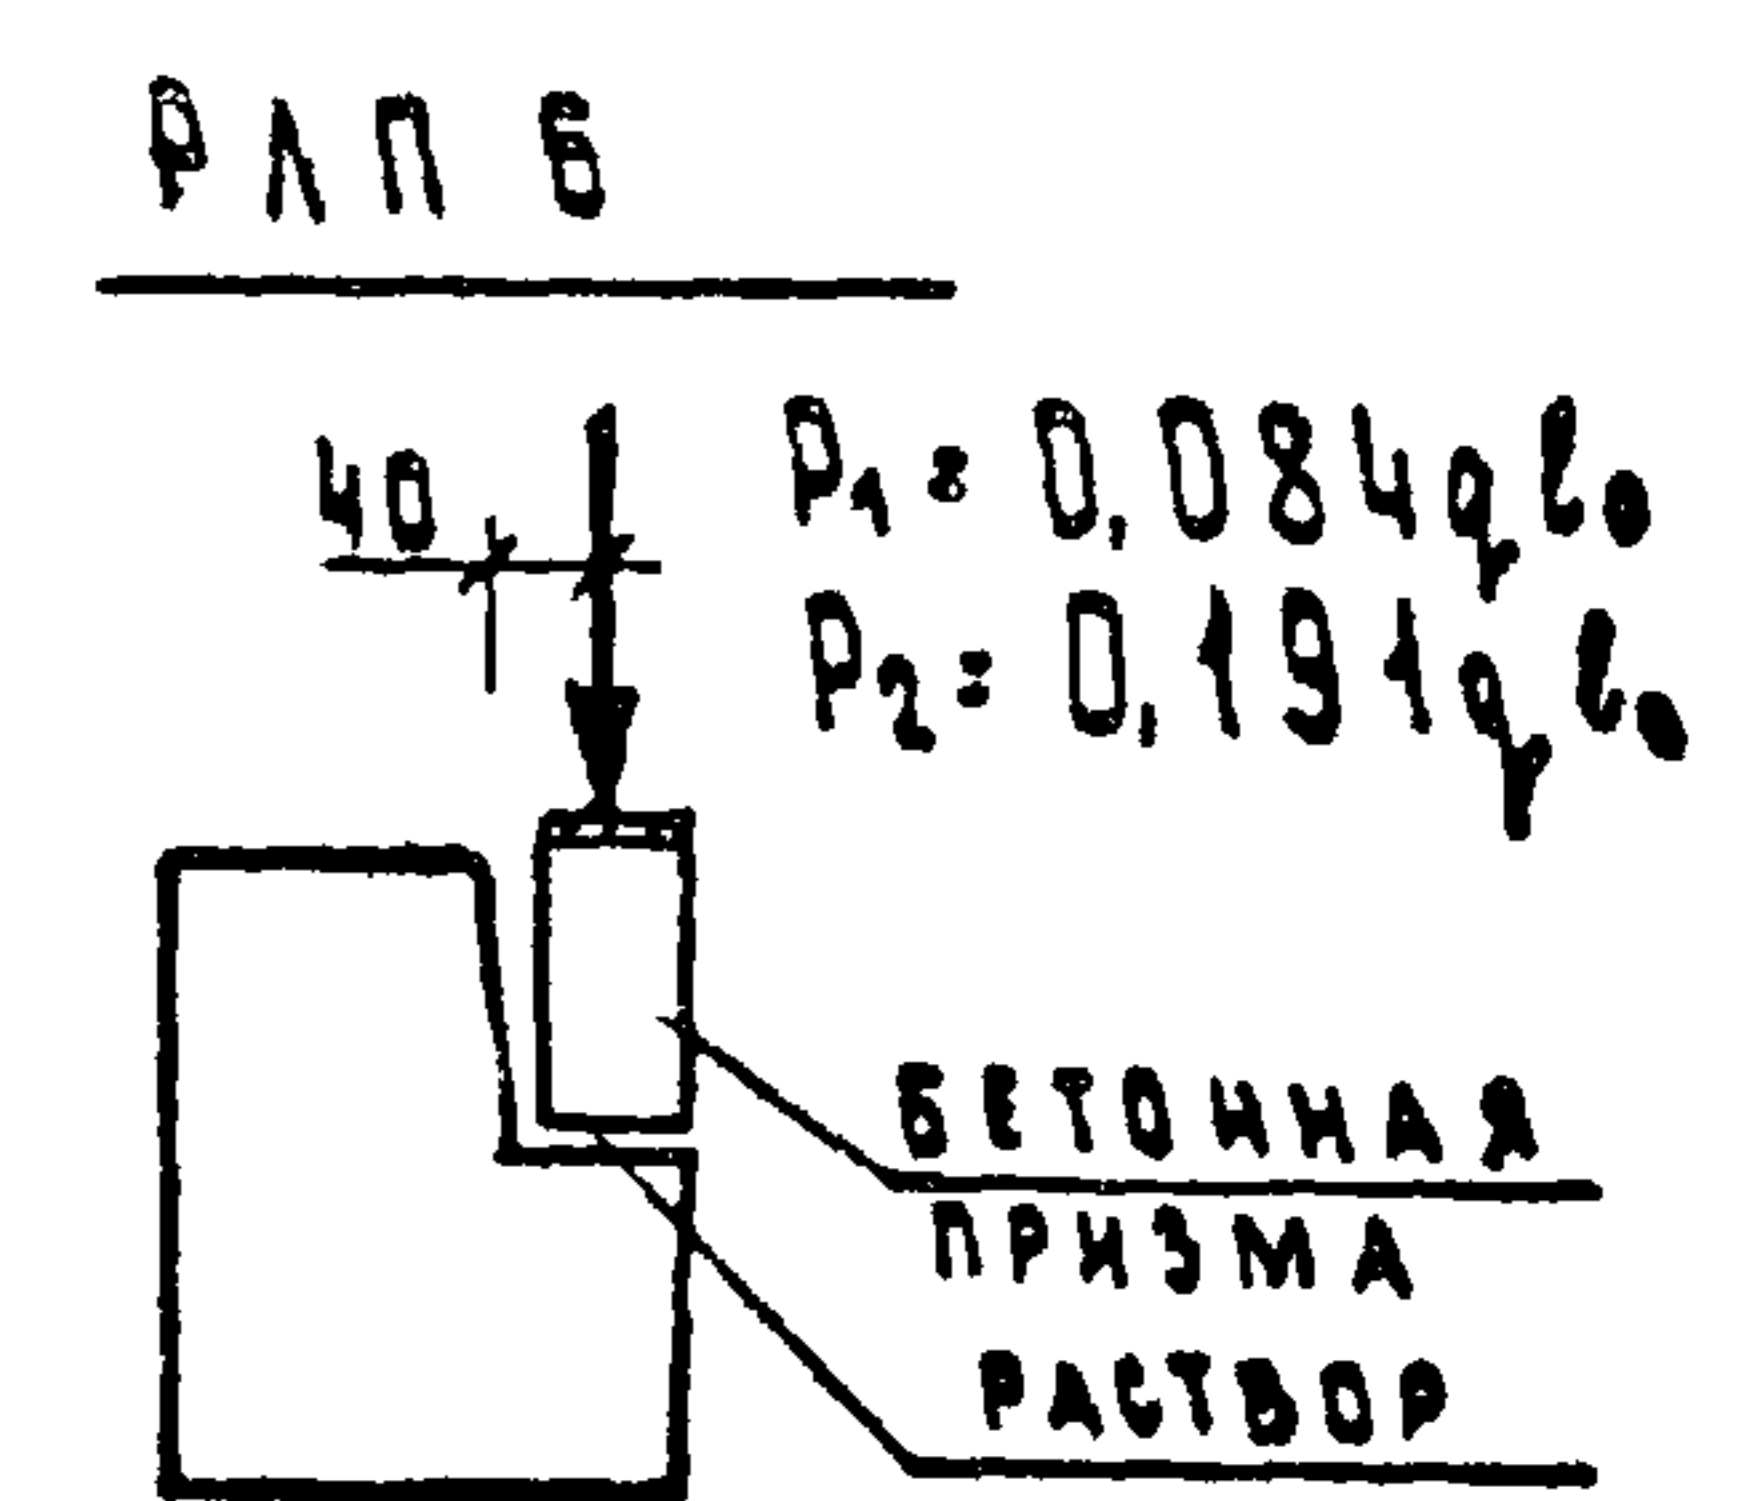 РЛП 6
40
P₁ = 0,084qℓ₀
P₂ = 0,191qℓ₀
БЕТОННАЯ
ПРИЗМА
РАСТВОР